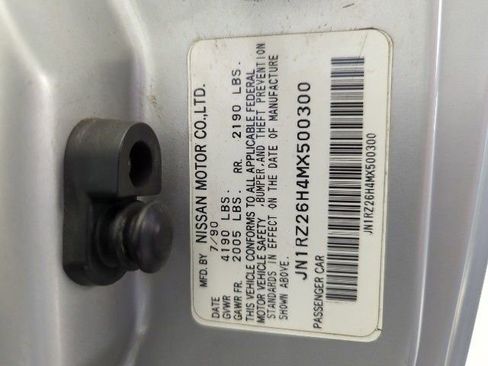 MFD. BY NISSAN MOTOR CO.,LTD.
DATE 7/90
GVWR 4190 LBS.
GAWR FR. 2005 LBS. RR. 2190 LBS.
THIS VEHICLE CONFORMS TO ALL APPLICABLE FEDERAL
MOTOR VEHICLE SAFETY ,BUMPER,AND THEFT PREVENTION
STANDARDS IN EFFECT ON THE DATE OF MANUFACTURE
SHOWN ABOVE.
JN1RZ26H4MX500300
PASSENGER CAR
JN1RZ26H4MX500300